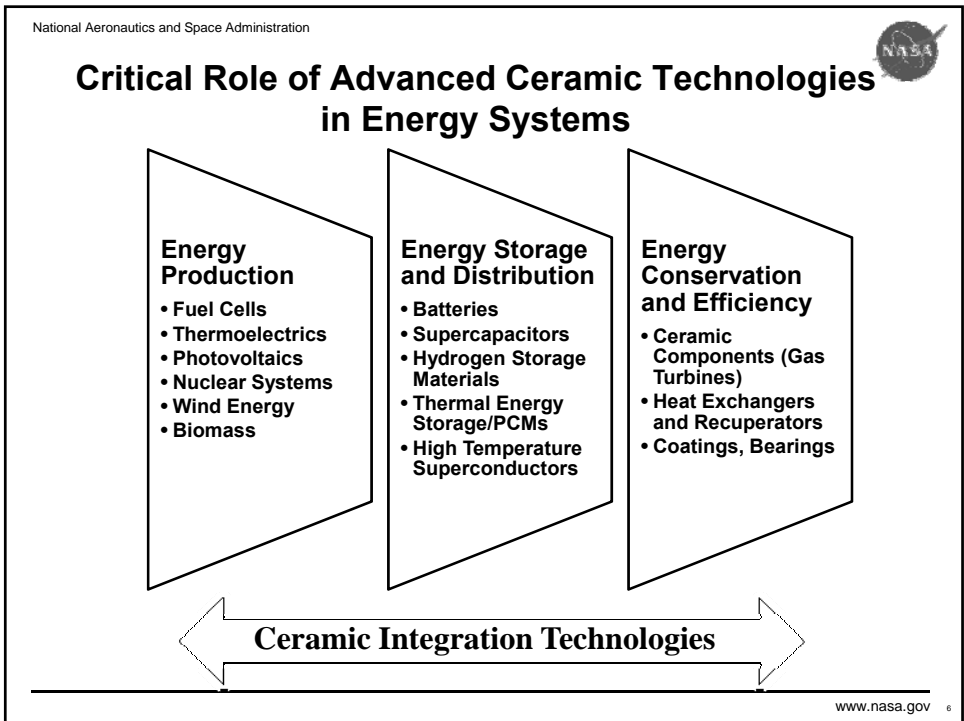 National Aeronautics and Space Administration
NASA
Critical Role of Advanced Ceramic Technologies
in Energy Systems
Energy
Production
• Fuel Cells
• Thermoelectrics
• Photovoltaics
• Nuclear Systems
• Wind Energy
• Biomass
Energy Storage
and Distribution
• Batteries
• Supercapacitors
• Hydrogen Storage
Materials
• Thermal Energy
Storage/PCMs
• High Temperature
Superconductors
Energy
Conservation
and Efficiency
• Ceramic
Components (Gas
Turbines)
• Heat Exchangers
and Recuperators
• Coatings, Bearings
Ceramic Integration Technologies
www.nasa.gov 6